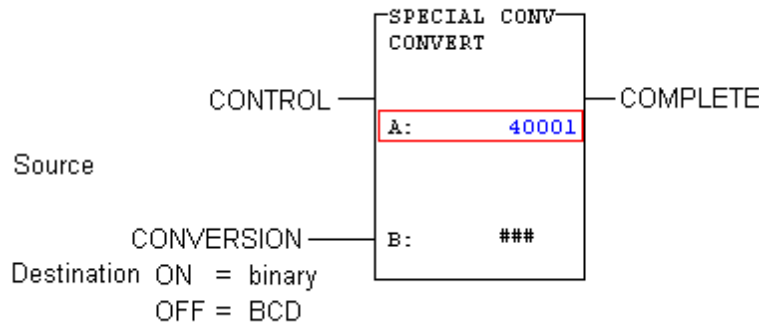 SPECIAL CONV
CONVERT
CONTROL
COMPLETE
A: 40001
Source
CONVERSION
B: ###
Destination ON = binary
OFF = BCD